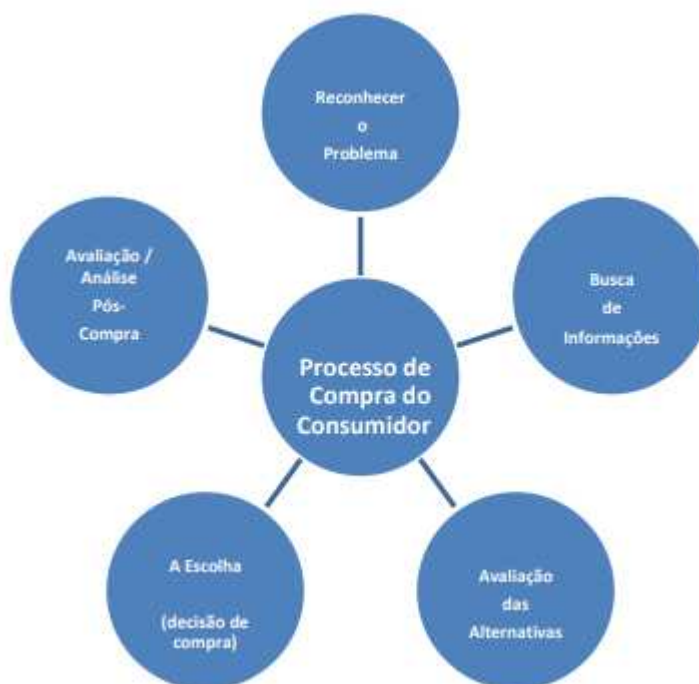 Reconhecer
o
Problema
Busca
de
Informações
Avaliação
das
Alternativas
A Escolha
(decisão de
compra)
Avaliação /
Análise
Pós-
Compra
Processo de
Compra do
Consumidor